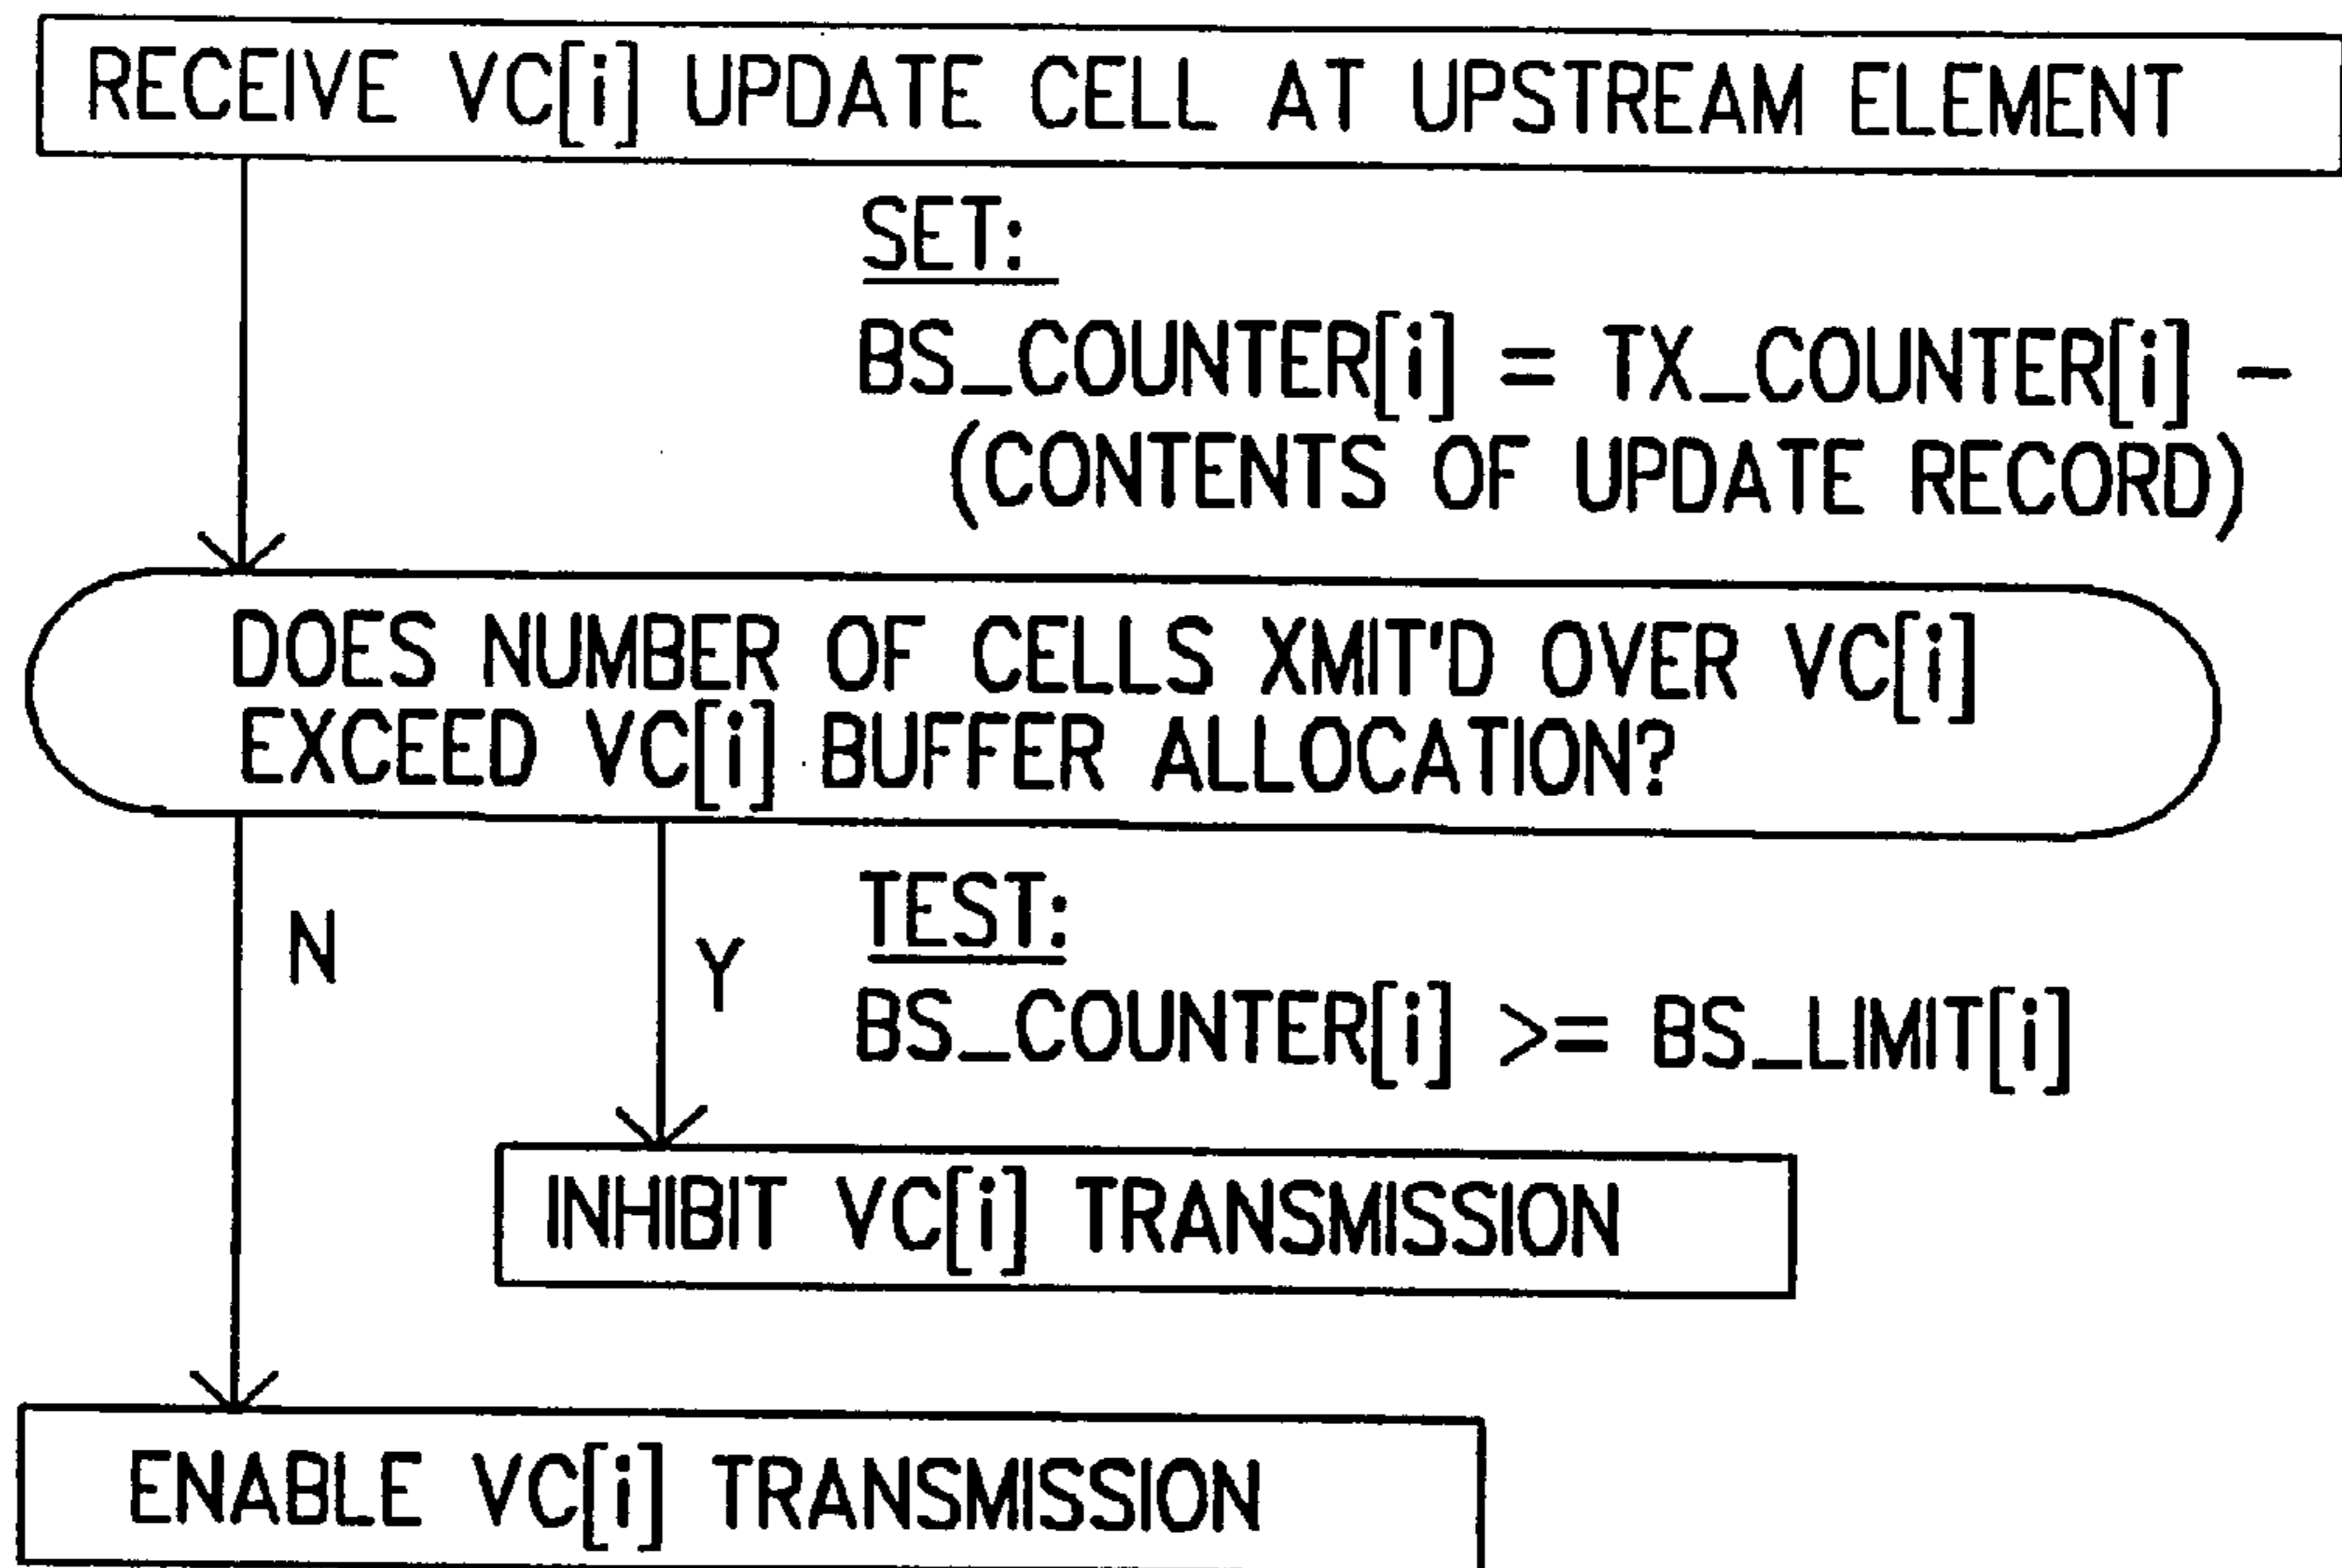 RECEIVE VC[i] UPDATE CELL AT UPSTREAM ELEMENT
SET:
BS_COUNTER[i] = TX_COUNTER[i] -
(CONTENTS OF UPDATE RECORD)
DOES NUMBER OF CELLS XMIT'D OVER VC[i]
EXCEED VC[i] BUFFER ALLOCATION?
N
Y
TEST:
BS_COUNTER[i] >= BS_LIMIT[i]
INHIBIT VC[i] TRANSMISSION
ENABLE VC[i] TRANSMISSION